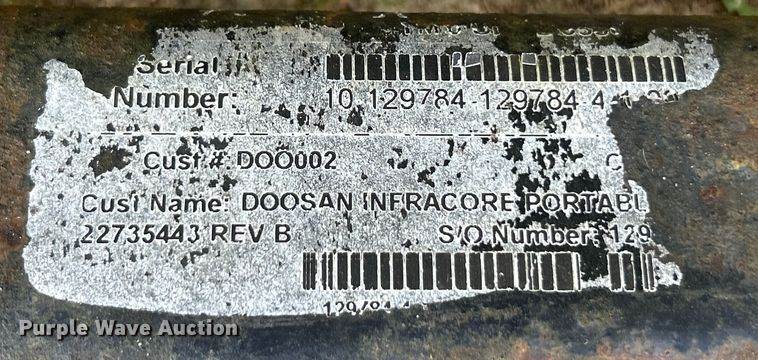 Serial
Number: 10 129784-129784 4-1
Cust #: DOO002 C
Cust Name: DOOSAN INFRACORE PORTABL
22735443 REV B S/O Number: 129
129784
Purple Wave Auction